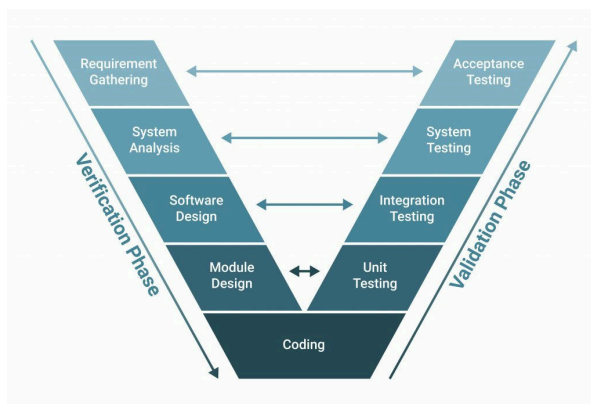 Requirement
Gathering
Acceptance
Testing
System
Analysis
System
Testing
Verification Phase
Validation Phase
Software
Design
Integration
Testing
Module
Design
Unit
Testing
Coding